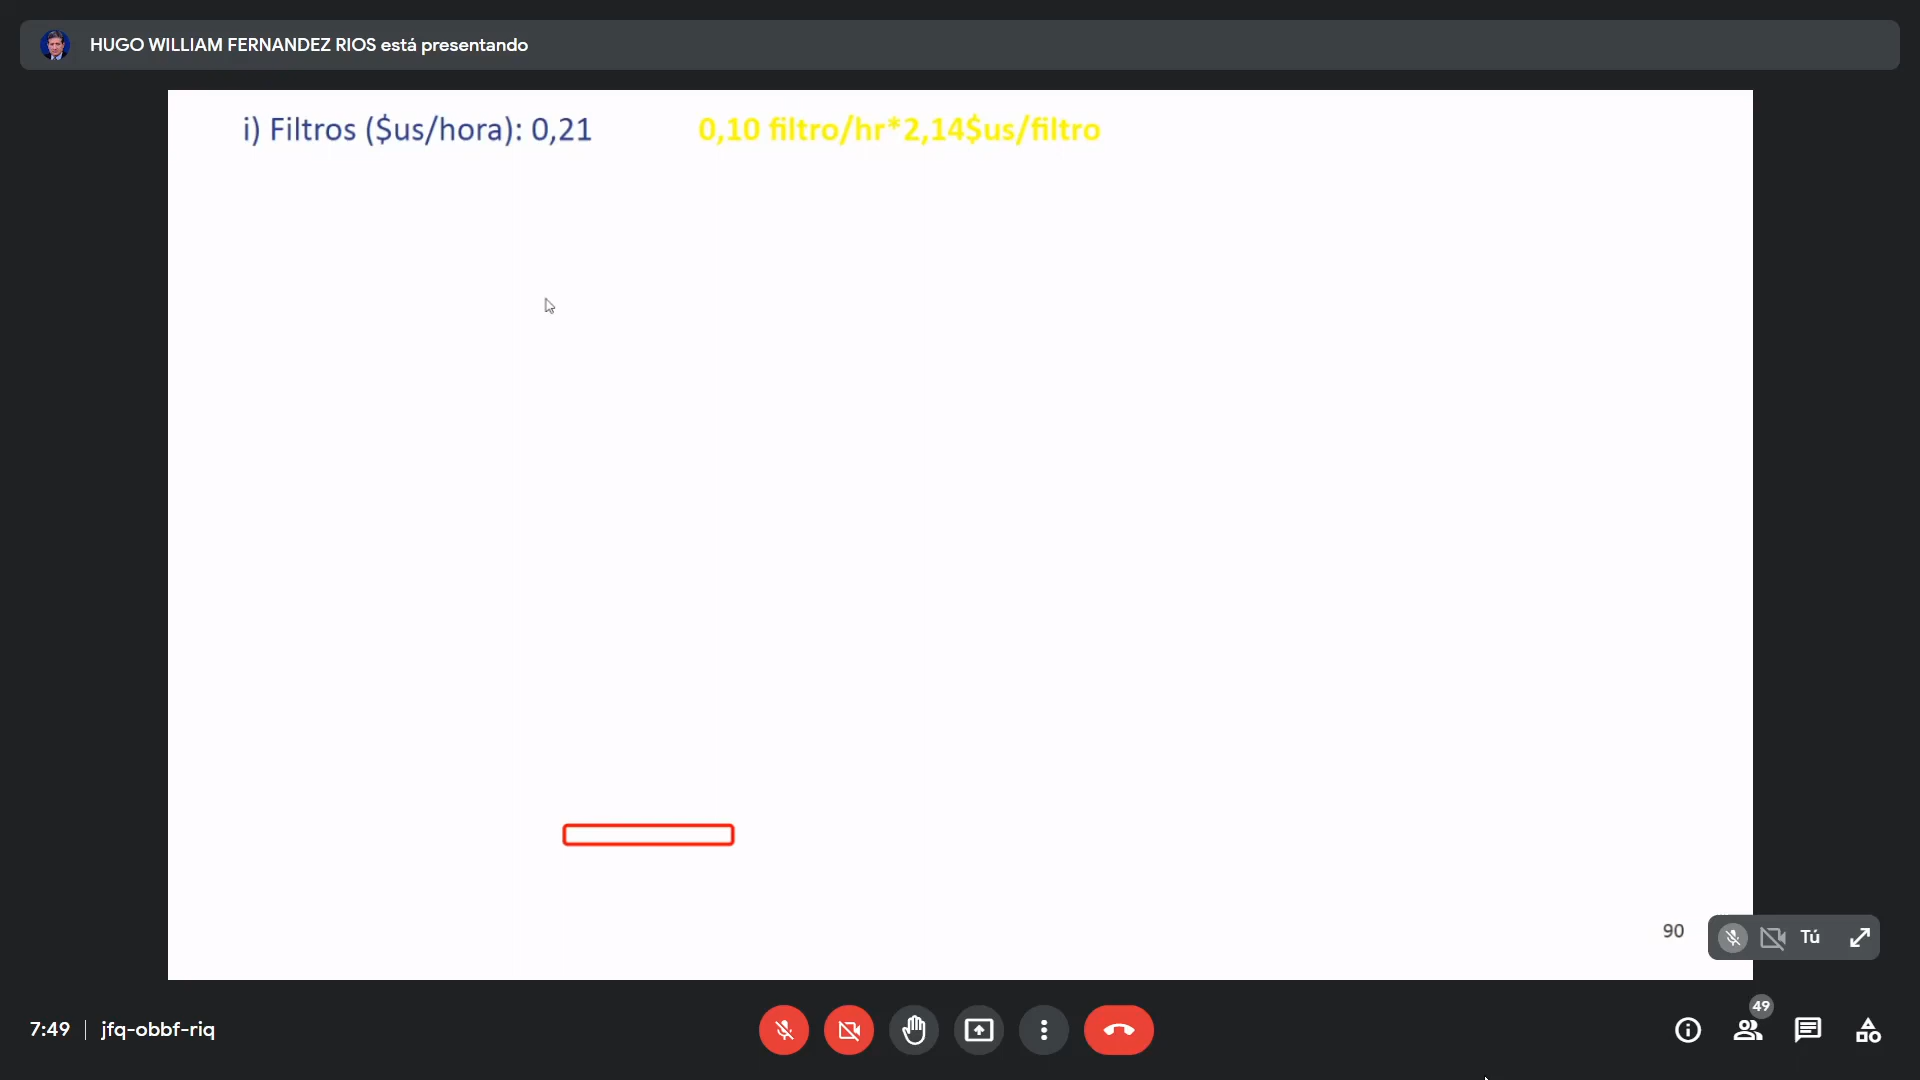 HUGO WILLIAM FERNANDEZ RIOS está presentando
i) Filtros ($us/hora): 0,21 0,10 filtro/hr*2,14$us/filtro
90
Tú
49
7:49 jfq-obbf-riq